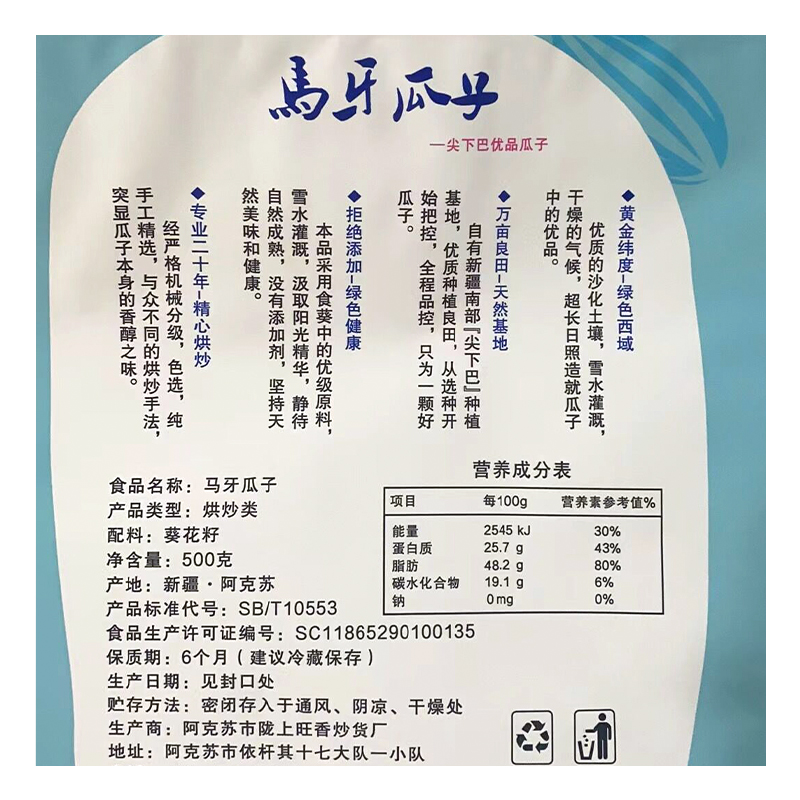 馬牙瓜子
—尖下巴优品瓜子
◆黄金纬度-绿色西域
优质的沙化土壤，雪水灌溉，
干燥的气候，超长日照造就瓜子
中的优品。
◆万亩良田-天然基地
自有新疆南部『尖下巴』种植
基地，优质种植良田，从选种开
始把控，全程品控，只为一颗好
瓜子。
◆拒绝添加-绿色健康
本品采用食葵中的优级原料，
雪水灌溉，汲取阳光精华，静待
自然成熟，没有添加剂，坚持天
然美味和健康。
◆专业二十年-精心烘炒
经严格机械分级，色选，纯
手工精选，与众不同的烘炒手法，
突显瓜子本身的香醇之味。
食品名称：马牙瓜子
产品类型：烘炒类
配料：葵花籽
净含量：500克
产地：新疆·阿克苏
产品标准代号：SB/T10553
食品生产许可证编号：SC11865290100135
保质期：6个月（建议冷藏保存）
生产日期：见封口处
贮存方法：密闭存入于通风、阴凉、干燥处
生产商：阿克苏市陇上旺香炒货厂
地址：阿克苏市依杆其十七大队一小队
营养成分表
项目 每100g 营养素参考值%
能量 2545 kJ 30%
蛋白质 25.7 g 43%
脂肪 48.2 g 80%
碳水化合物 19.1 g 6%
钠 0mg 0%